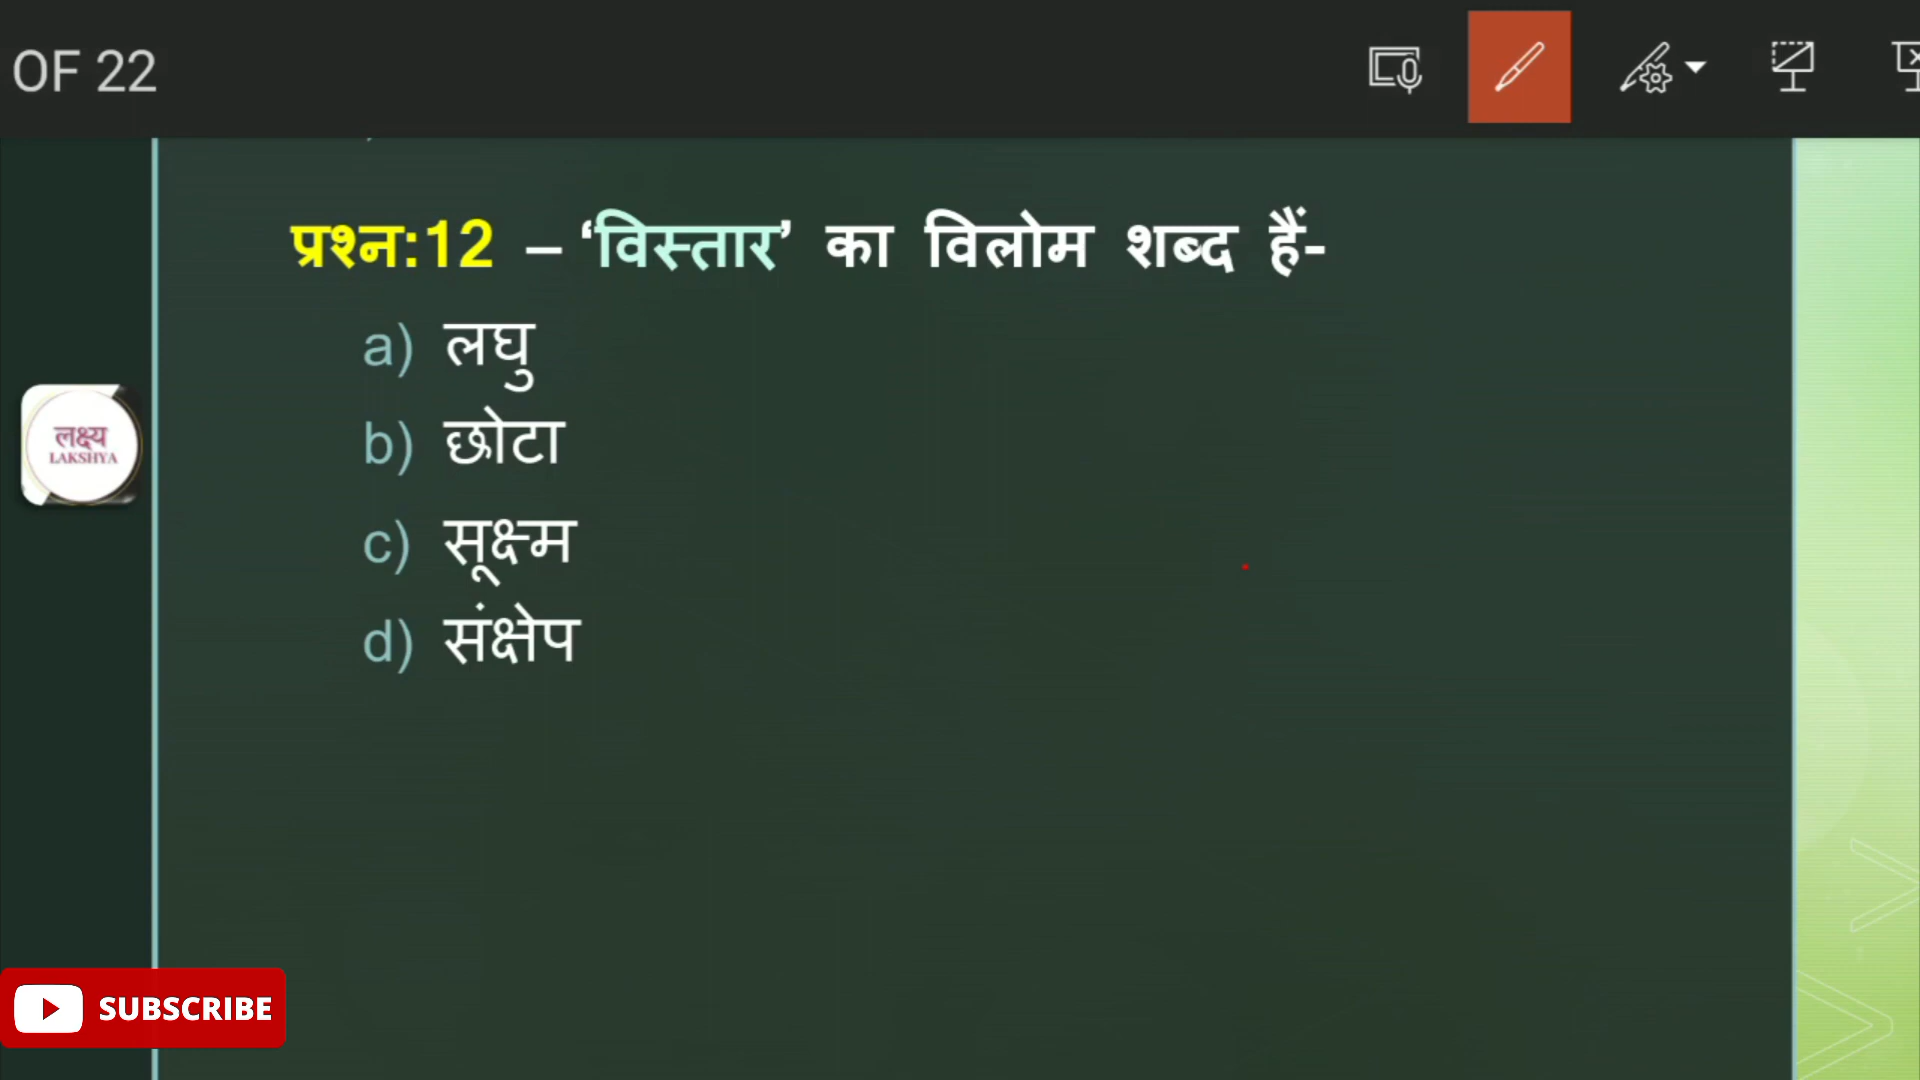 OF 22
प्रश्न:12 – ‘विस्तार’ का विलोम शब्द हैं-
a) लघु
b) छोटा
c) सूक्ष्म
d) संक्षेप
लक्ष्य
LAKSHYA
SUBSCRIBE